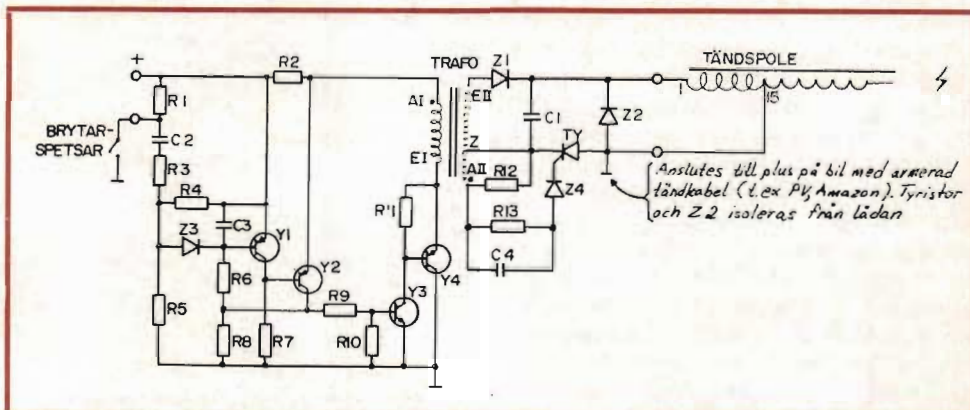 +
R1
R2
TRAFO
Z1
TÄNDSPOLE
AI
EII
C1
Z2
1
15
BRYTAR-
SPETSAR
C2
R3
EI
Z
TY
AII
R12
Z4
R4
C3
Y1
R11
R13
Anslutes till plus på bil med armerad
tändkabel (t.ex PV, Amazon). Tyristor
och Z2 isoleras från lådan
Z3
R6
Y2
Y4
C4
R5
R9
Y3
R8
R7
R10